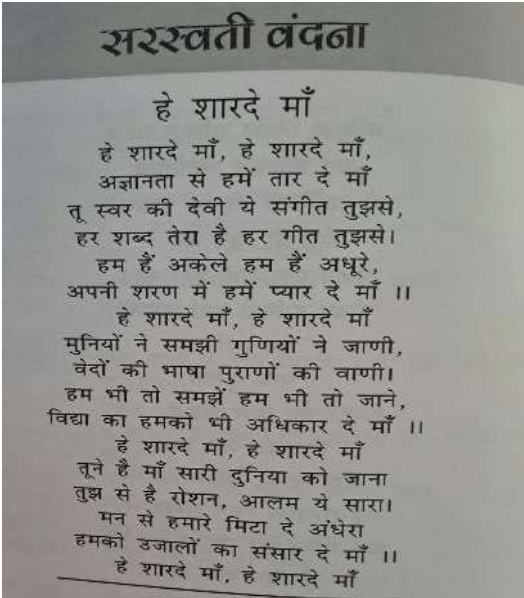 सरस्वती वंदना
हे शारदे माँ
हे शारदे माँ, हे शारदे माँ,
अज्ञानता से हमें तार दे माँ
तू स्वर की देवी ये संगीत तुझसे,
हर शब्द तेरा है हर गीत तुझसे।
हम हैं अकेले हम हैं अधूरे,
अपनी शरण में हमें प्यार दे माँ ।।
हे शारदे माँ, हे शारदे माँ
मुनियों ने समझी गुणियों ने जाणी,
वेदों की भाषा पुराणों की वाणी।
हम भी तो समझें हम भी तो जाने,
विद्या का हमको भी अधिकार दे माँ ।।
हे शारदे माँ, हे शारदे माँ
तूने है माँ सारी दुनिया को जाना
तुझ से है रोशन, आलम ये सारा।
मन से हमारे मिटा दे अंधेरा
हमको उजालों का संसार दे माँ ।।
हे शारदे माँ, हे शारदे माँ